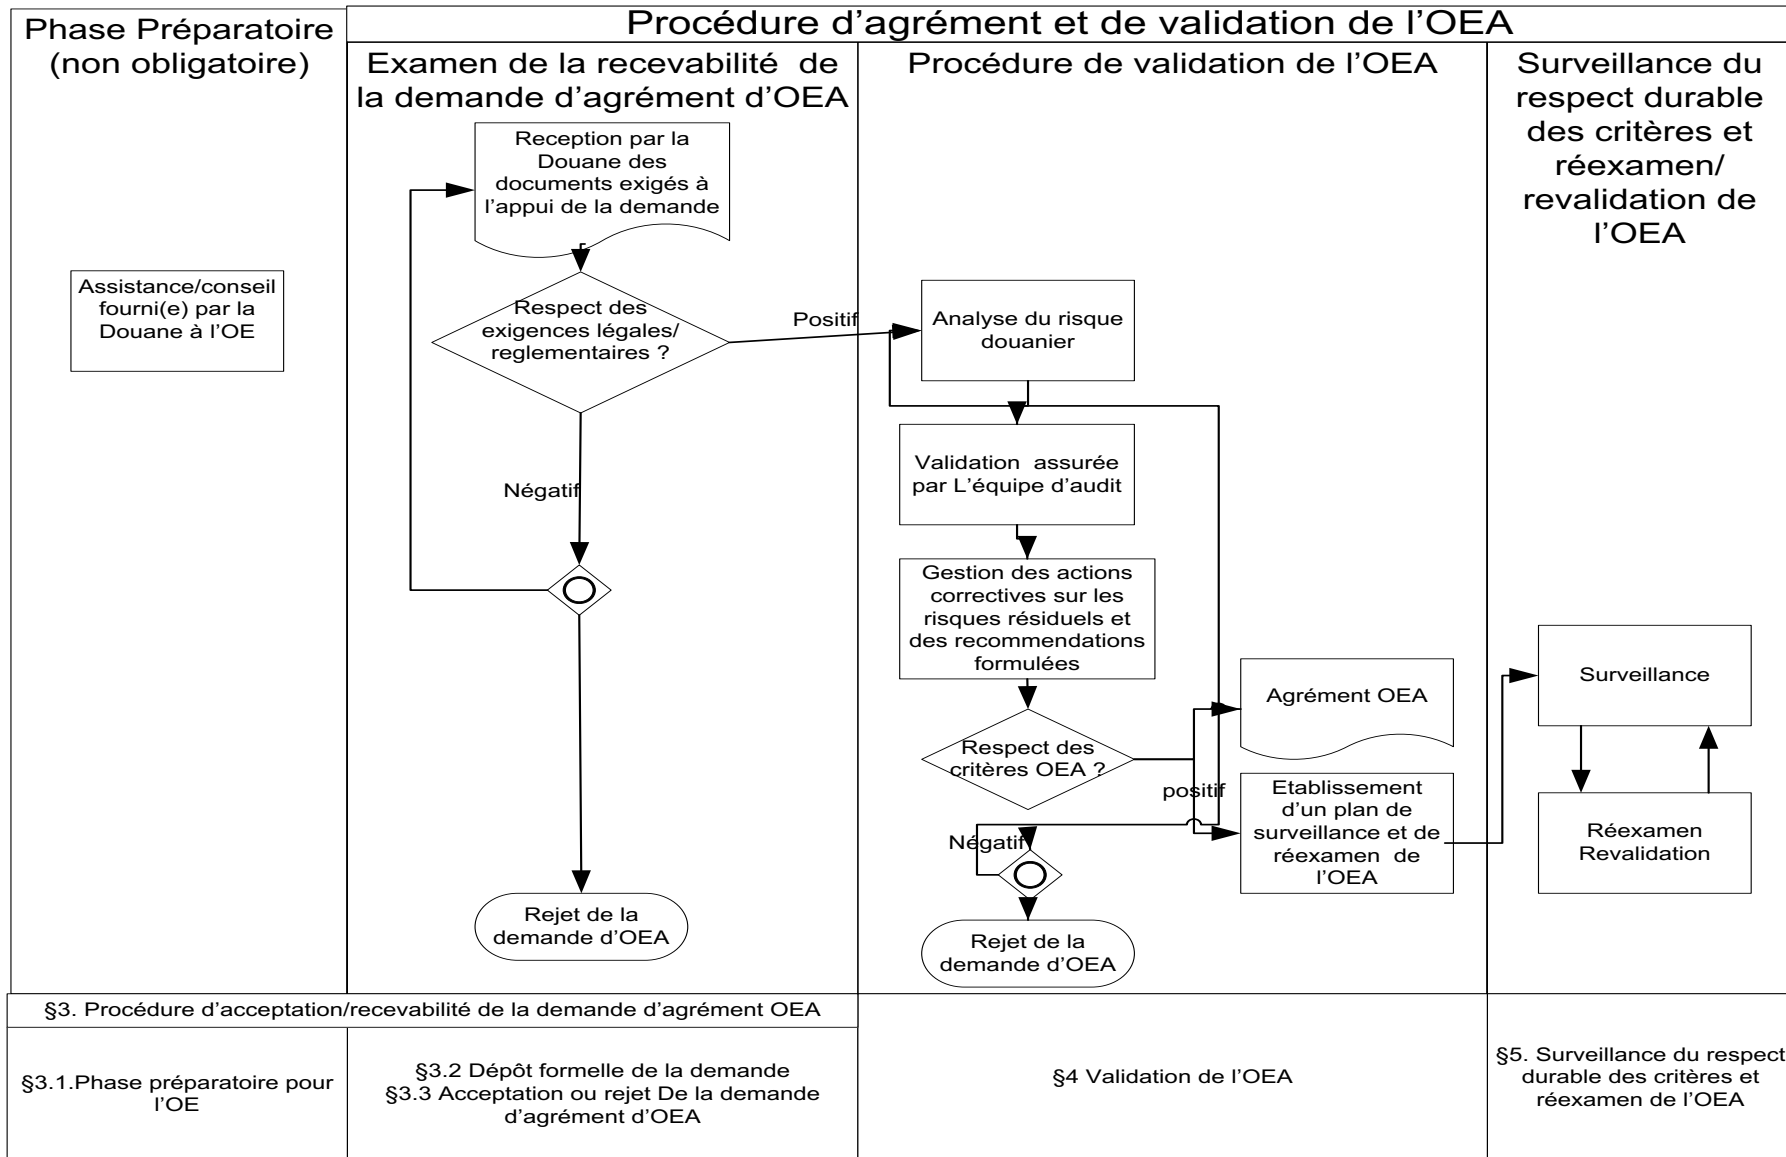 Phase Préparatoire
(non obligatoire)
Procédure d'agrément et de validation de l'OEA
Examen de la recevabilité de
la demande d'agrément d'OEA
Procédure de validation de l'OEA
Surveillance du
respect durable
des critères et
réexamen/
revalidation de
l'OEA
Assistance/conseil
fourni(e) par la
Douane à l'OE
Reception par la
Douane des
documents exigés à
l'appui de la demande
Respect des
exigences légales/
reglementaires ?
Positif
Négatif
Rejet de la
demande d'OEA
Analyse du risque
douanier
Validation assurée
par L'équipe d'audit
Gestion des actions
correctives sur les
risques résiduels et
des recommendations
formulées
Respect des
critères OEA ?
positif
Négatif
Rejet de la
demande d'OEA
Agrément OEA
Etablissement
d'un plan de
surveillance et de
réexamen de
l'OEA
Surveillance
Réexamen
Revalidation
§3. Procédure d'acceptation/recevabilité de la demande d'agrément OEA
§3.1.Phase préparatoire pour
l'OE
§3.2 Dépôt formelle de la demande
§3.3 Acceptation ou rejet De la demande
d'agrément d'OEA
§4 Validation de l'OEA
§5. Surveillance du respect
durable des critères et
réexamen de l'OEA